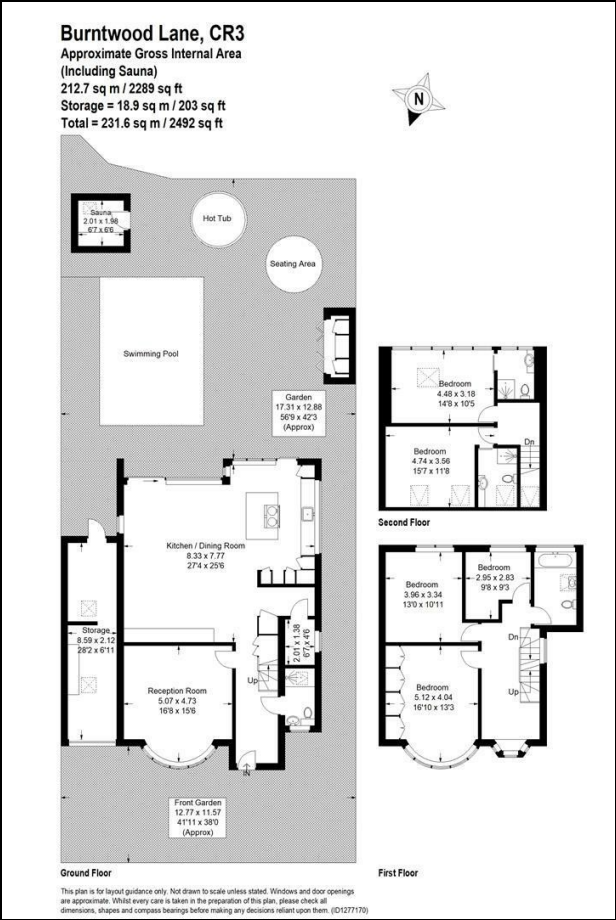 Burntwood Lane, CR3
Approximate Gross Internal Area
(Including Sauna)
212.7 sq m / 2289 sq ft
Storage = 18.9 sq m / 203 sq ft
Total = 231.6 sq m / 2492 sq ft
N
Sauna
2.01 x 1.98
6'7 x 6'6
Hot Tub
Seating Area
Swimming Pool
Garden
17.31 x 12.88
56'9 x 42'3
(Approx)
Kitchen / Dining Room
8.33 x 7.77
27'4 x 25'6
Storage
8.59 x 2.12
28'2 x 6'11
2.01 x 1.38
6'7 x 4'6
Up
Reception Room
5.07 x 4.73
16'8 x 15'6
IN
Front Garden
12.77 x 11.57
41'11 x 38'0
(Approx)
Ground Floor
Bedroom
4.48 x 3.18
14'8 x 10'5
Dn
Bedroom
4.74 x 3.56
15'7 x 11'8
Second Floor
Bedroom
3.96 x 3.34
13'0 x 10'11
Bedroom
2.95 x 2.83
9'8 x 9'3
Dn
Up
Bedroom
5.12 x 4.04
16'10 x 13'3
First Floor
This plan is for layout guidance only. Not drawn to scale unless stated. Windows and door openings
are approximate. Whilst every care is taken in the preparation of this plan, please check all
dimensions, shapes and compass bearings before making any decisions reliant upon them. (ID1277170)